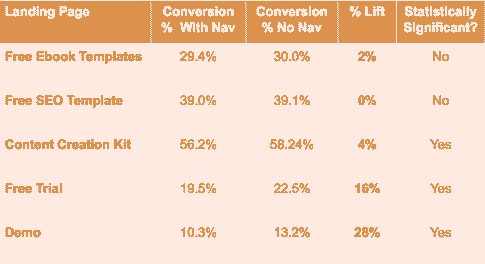 Landing Page Conversion % With Nav Conversion % No Nav % Lift Statistically Significant?
Free Ebook Templates 29.4% 30.0% 2% No
Free SEO Template 39.0% 39.1% 0% No
Content Creation Kit 56.2% 58.24% 4% Yes
Free Trial 19.5% 22.5% 16% Yes
Demo 10.3% 13.2% 28% Yes